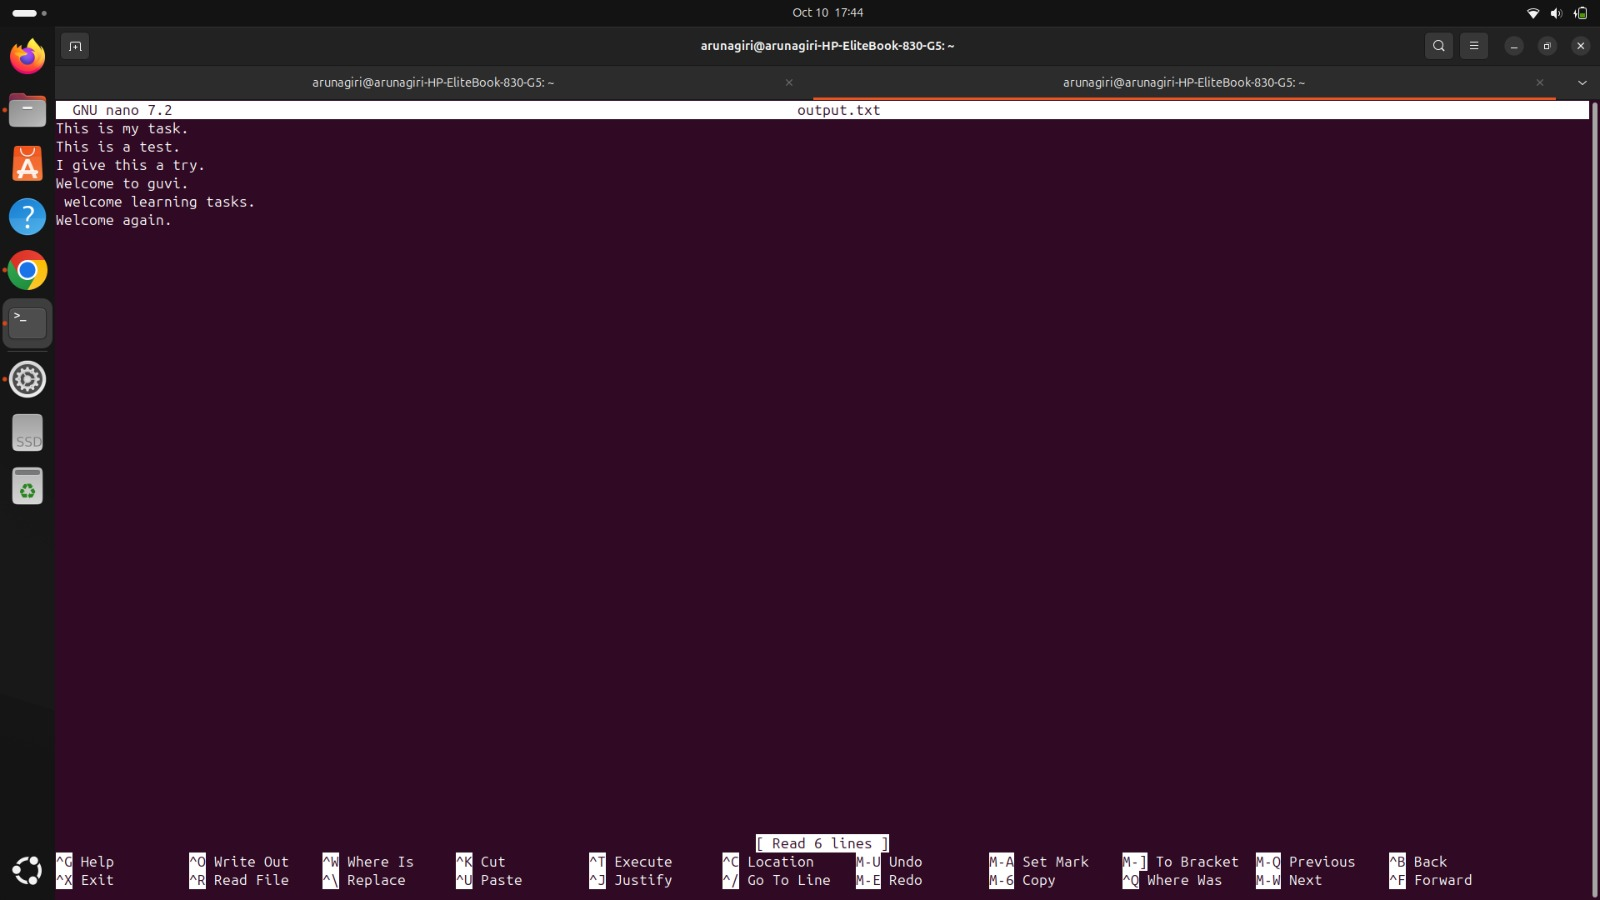 Oct 10 17:44
arunagiri@arunagiri-HP-EliteBook-830-G5: ~
arunagiri@arunagiri-HP-EliteBook-830-G5: ~
arunagiri@arunagiri-HP-EliteBook-830-G5: ~
GNU nano 7.2 output.txt
This is my task.
This is a test.
I give this a try.
Welcome to guvi.
 welcome learning tasks.
Welcome again.
[ Read 6 lines ]
^G Help ^O Write Out ^W Where Is ^K Cut ^T Execute ^C Location M-U Undo M-A Set Mark M-] To Bracket M-Q Previous ^B Back
^X Exit ^R Read File ^\ Replace ^U Paste ^J Justify ^/ Go To Line M-E Redo M-6 Copy ^Q Where Was M-W Next ^F Forward
SSD